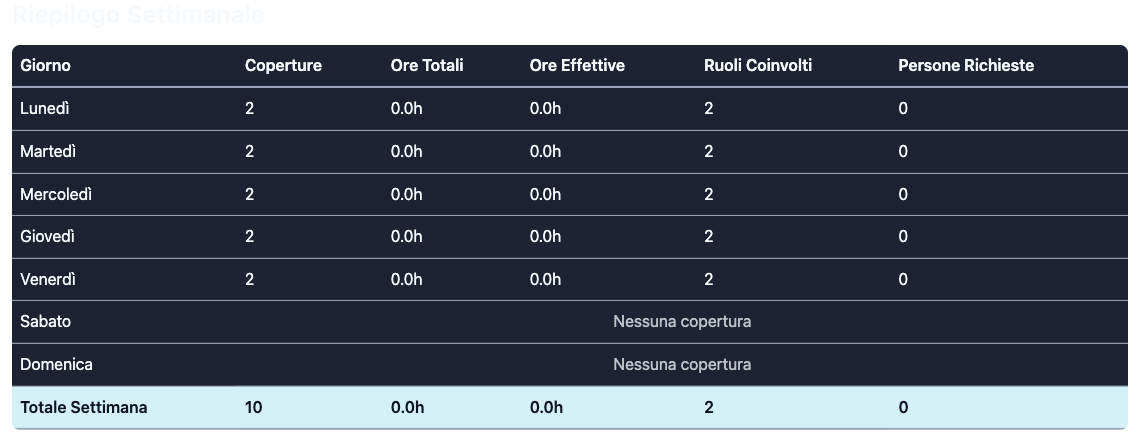 Riepilogo Settimanale
Giorno Coperture Ore Totali Ore Effettive Ruoli Coinvolti Persone Richieste
Lunedì 2 0.0h 0.0h 2 0
Martedì 2 0.0h 0.0h 2 0
Mercoledì 2 0.0h 0.0h 2 0
Giovedì 2 0.0h 0.0h 2 0
Venerdì 2 0.0h 0.0h 2 0
Sabato Nessuna copertura
Domenica Nessuna copertura
Totale Settimana 10 0.0h 0.0h 2 0